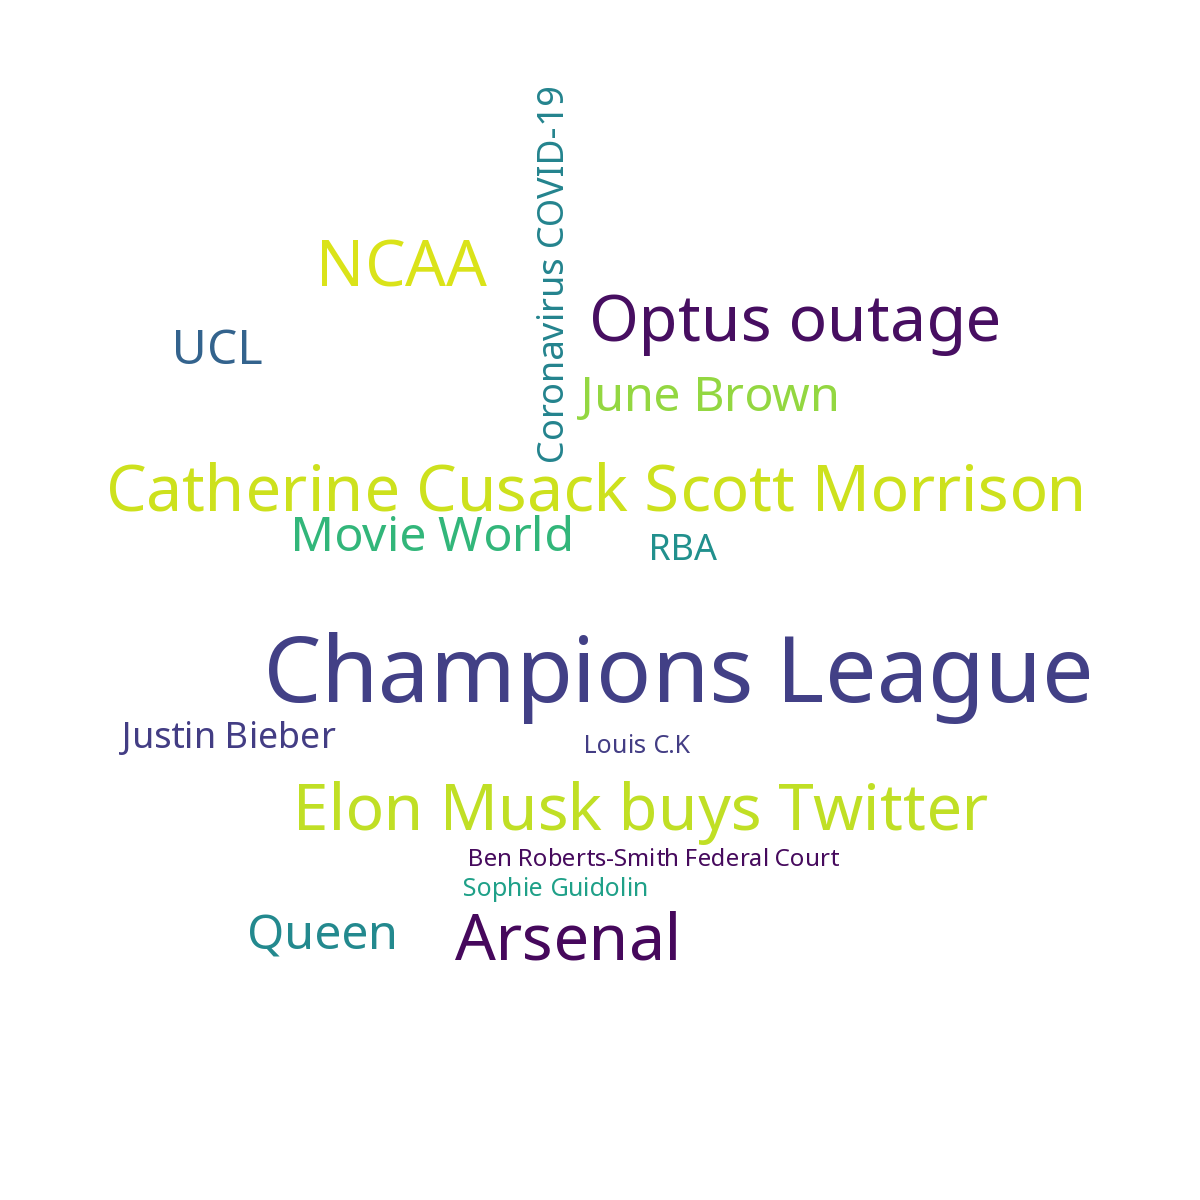 Coronavirus COVID-19
NCAA
Optus outage
UCL
June Brown
Catherine Cusack Scott Morrison
Movie World
RBA
Champions League
Justin Bieber
Louis C.K
Elon Musk buys Twitter
Ben Roberts-Smith Federal Court
Sophie Guidolin
Queen
Arsenal